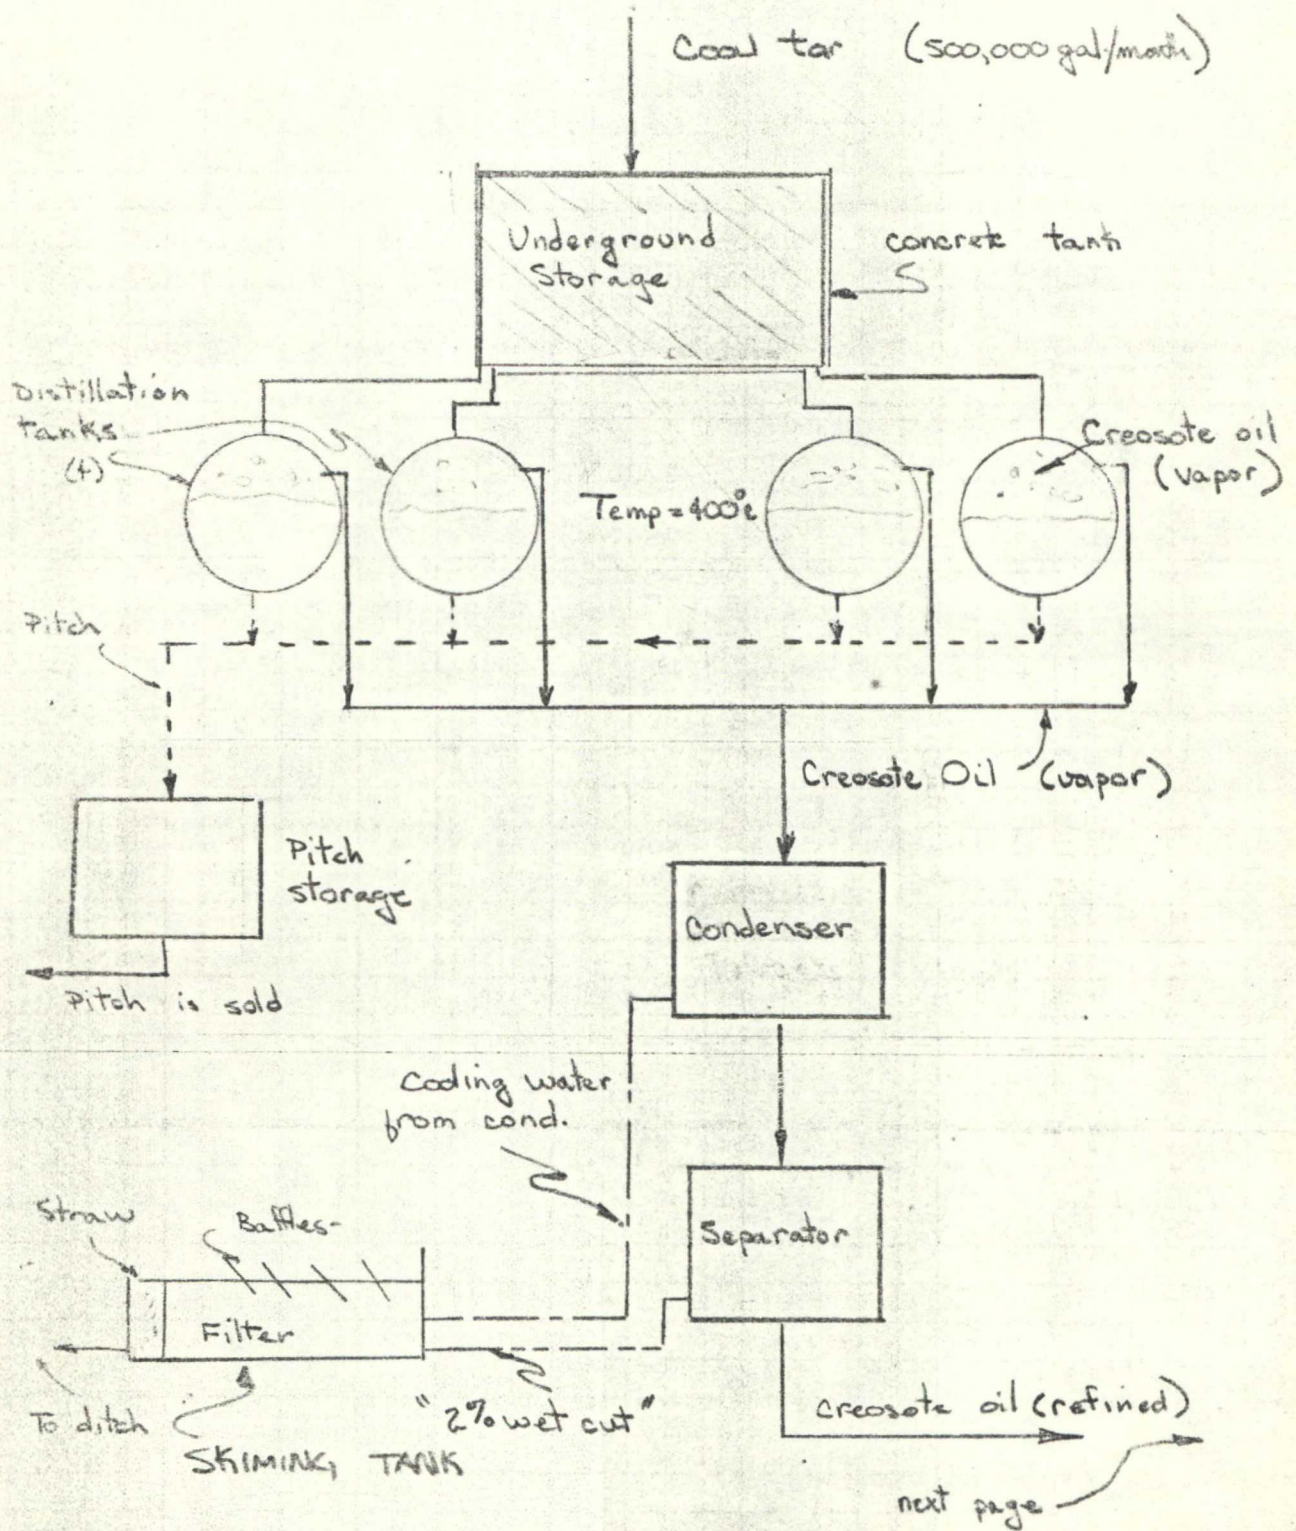 Coal tar (500,000 gal/month)
Underground
Storage
concrete tank
Distillation
tanks
(4)
Creosote oil
(vapor)
Temp = 400°c
Pitch
Creosote Oil (vapor)
Pitch
storage
Condenser
Pitch is sold
Cooling water
from cond.
Straw
Baffles
Separator
Filter
"2% wet cut"
To ditch
SKIMING TANK
creosote oil (refined)
next page